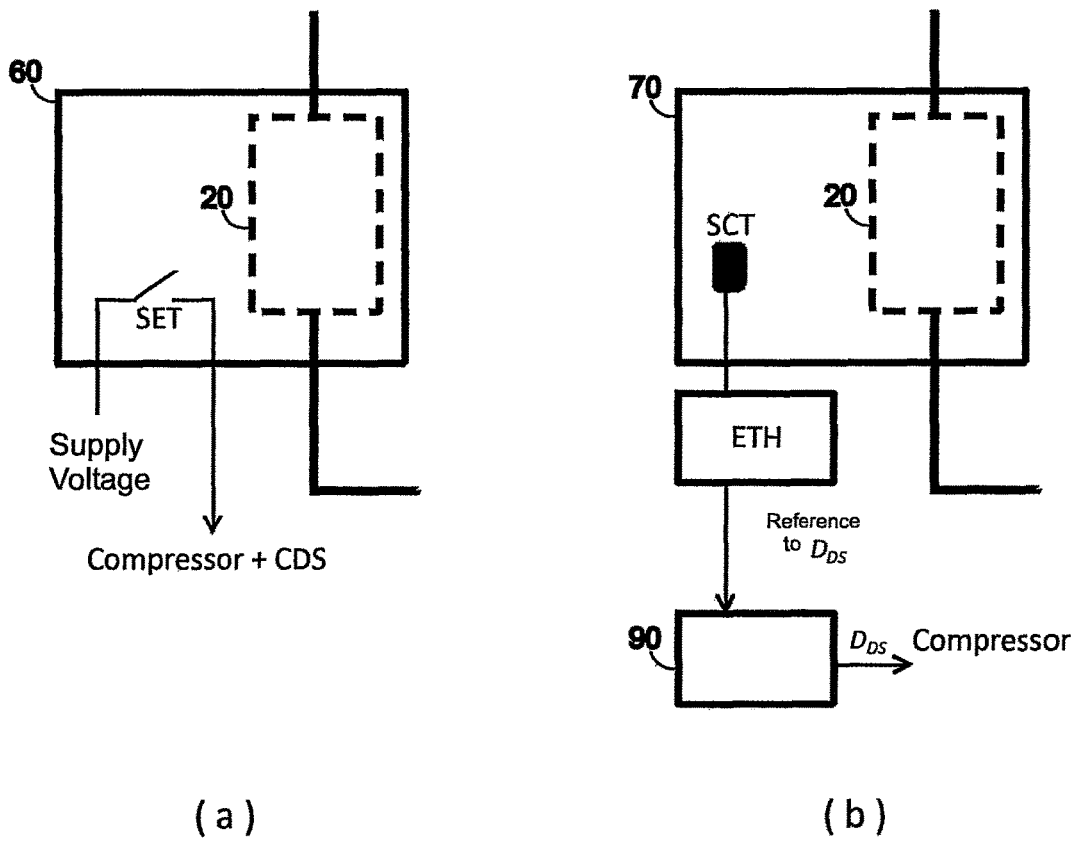 60
20
SET
Supply
Voltage
Compressor + CDS
( a )
70
20
SCT
ETH
Reference
to D_DS
90
D_DS
Compressor
( b )